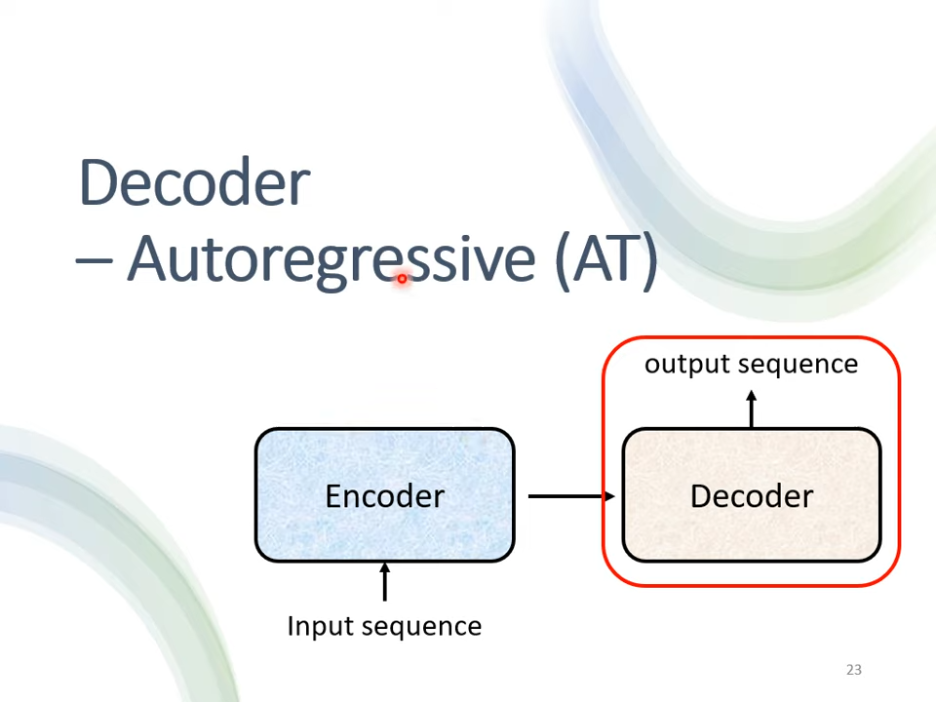 Decoder
– Autoregressive (AT)
output sequence
Encoder
Decoder
Input sequence
23